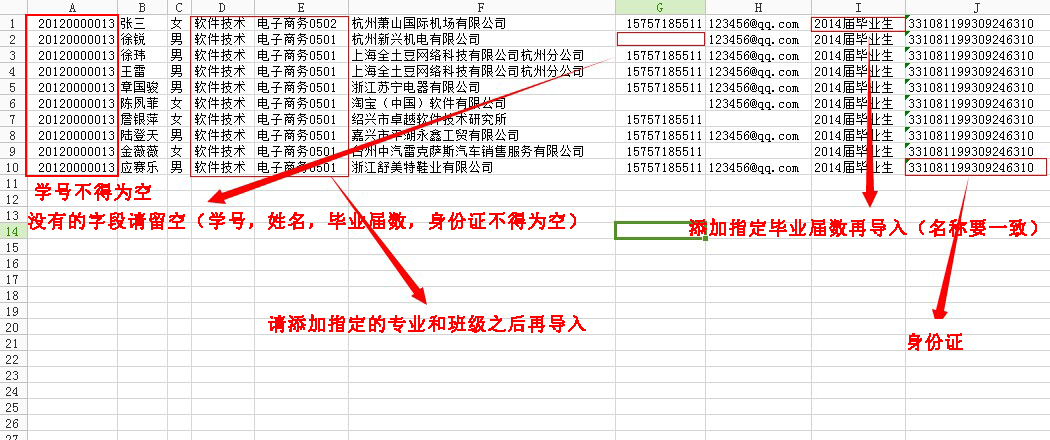 A B C D E F G H I J
1 20120000013 张三 女 软件技术 电子商务0502 杭州萧山国际机场有限公司 15757185511 123456@qq.com 2014届毕业生 331081199309246310
2 20120000013 徐锐 男 软件技术 电子商务0501 杭州新兴机电有限公司 123456@qq.com 2014届毕业生 331081199309246310
3 20120000013 徐玮 男 软件技术 电子商务0501 上海全土豆网络科技有限公司杭州分公司 15757185511 123456@qq.com 2014届毕业生 331081199309246310
4 20120000013 王雷 男 软件技术 电子商务0501 上海全土豆网络科技有限公司杭州分公司 15757185511 123456@qq.com 2014届毕业生 331081199309246310
5 20120000013 章国骏 男 软件技术 电子商务0501 浙江苏宁电器有限公司 15757185511 2014届毕业生 331081199309246310
6 20120000013 陈凤菲 女 软件技术 电子商务0501 淘宝（中国）软件有限公司 123456@qq.com 2014届毕业生 331081199309246310
7 20120000013 詹银萍 女 软件技术 电子商务0501 绍兴市卓越软件技术研究所 15757185511 2014届毕业生 331081199309246310
8 20120000013 陆登天 男 软件技术 电子商务0501 嘉兴市平湖永鑫工贸有限公司 15757185511 123456@qq.com 2014届毕业生 331081199309246310
9 20120000013 金薇薇 女 软件技术 电子商务0501 台州中汽雷克萨斯汽车销售服务有限公司 15757185511 2014届毕业生 331081199309246310
10 20120000013 应赛乐 男 软件技术 电子商务0501 浙江舒美特鞋业有限公司 15757185511 123456@qq.com 2014届毕业生 331081199309246310
11
学号不得为空
12
13
没有的字段请留空（学号，姓名，毕业届数，身份证不得为空）
14
添加指定毕业届数再导入（名称要一致）
15
16
17
18
19
20
请添加指定的专业和班级之后再导入
21
身份证
22
23
24
25
26
27